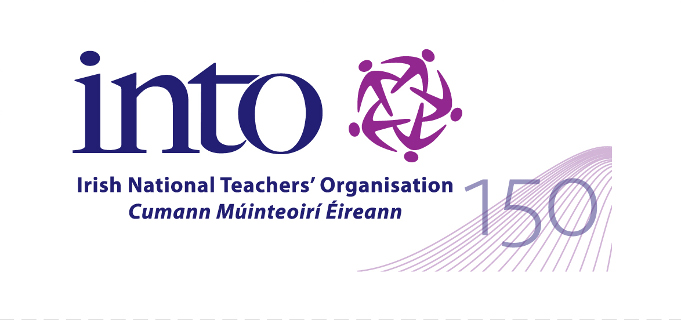 into
Irish National Teachers' Organisation
Cumann Múinteoirí Éireann
150